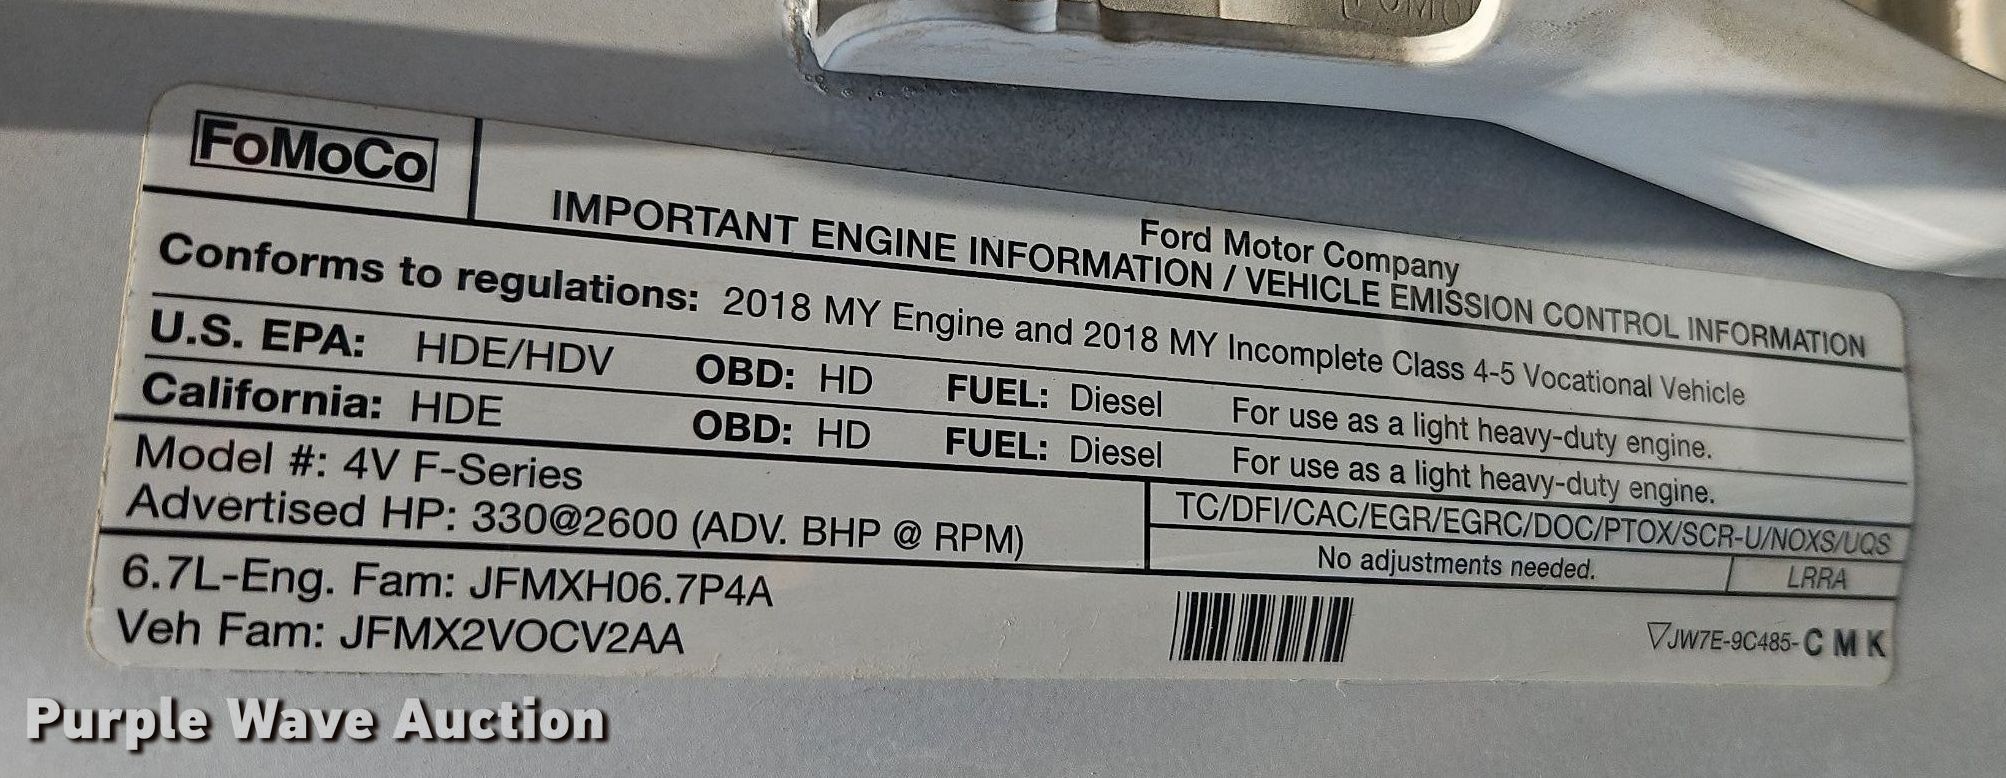 FoMoCo
Ford Motor Company
IMPORTANT ENGINE INFORMATION / VEHICLE EMISSION CONTROL INFORMATION
Conforms to regulations: 2018 MY Engine and 2018 MY Incomplete Class 4-5 Vocational Vehicle
U.S. EPA: HDE/HDV OBD: HD FUEL: Diesel For use as a light heavy-duty engine.
California: HDE OBD: HD FUEL: Diesel For use as a light heavy-duty engine.
Model #: 4V F-Series
Advertised HP: 330@2600 (ADV. BHP @ RPM)
TC/DFI/CAC/EGR/EGRC/DOC/PTOX/SCR-U/NOXS/UQS
No adjustments needed. LRRA
6.7L-Eng. Fam: JFMXH06.7P4A
Veh Fam: JFMX2VOCV2AA
JW7E-9C485-CMK
Purple Wave Auction